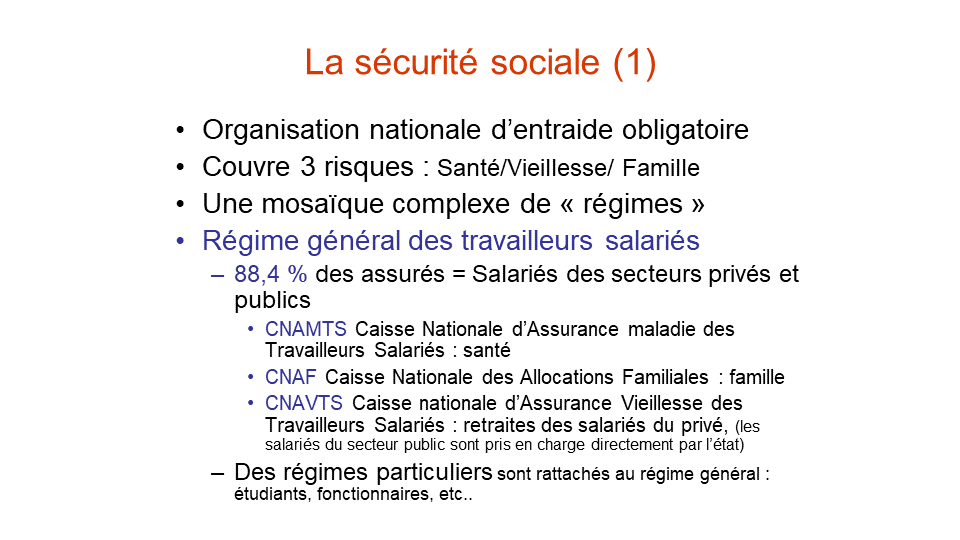 La sécurité sociale (1)
• Organisation nationale d’entraide obligatoire
• Couvre 3 risques : Santé/Vieillesse/ Famille
• Une mosaïque complexe de « régimes »
• Régime général des travailleurs salariés
– 88,4 % des assurés = Salariés des secteurs privés et
publics
• CNAMTS Caisse Nationale d’Assurance maladie des
Travailleurs Salariés : santé
• CNAF Caisse Nationale des Allocations Familiales : famille
• CNAVTS Caisse nationale d’Assurance Vieillesse des
Travailleurs Salariés : retraites des salariés du privé, (les
salariés du secteur public sont pris en charge directement par l’état)
– Des régimes particuliers sont rattachés au régime général :
étudiants, fonctionnaires, etc..